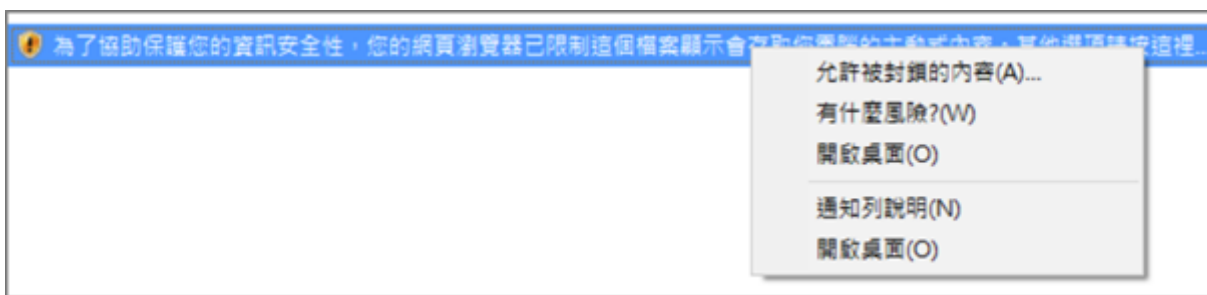 為了協助保護您的資訊安全性，您的網頁瀏覽器已限制這個檔案顯示會存取您電腦的主動式內容。其他選項請按這裡...
允許被封鎖的內容(A)...
有什麼風險?(W)
開啟桌面(O)
通知列說明(N)
開啟桌面(O)